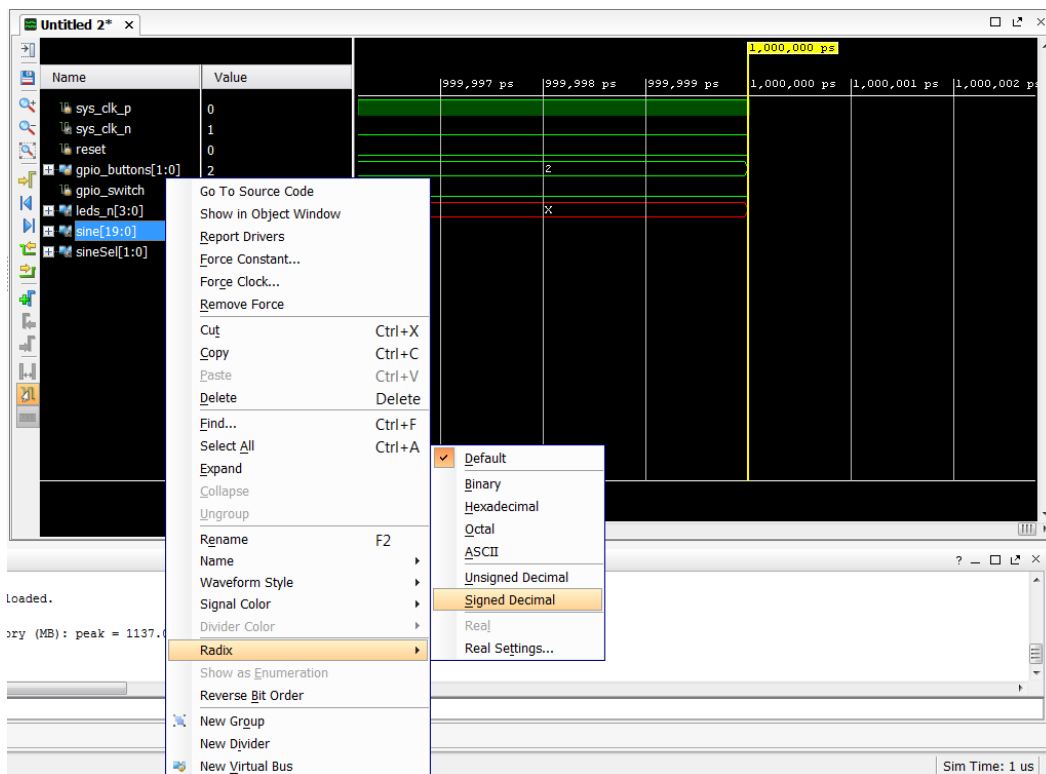 Untitled 2* ×
1,000,000 ps
Name Value
999,997 ps 999,998 ps 999,999 ps 1,000,000 ps 1,000,001 ps 1,000,002 ps
sys_clk_p 0
sys_clk_n 1
reset 0
gpio_buttons[1:0] 2 2
gpio_switch
leds_n[3:0] X
sine[19:0]
sineSel[1:0]
Go To Source Code
Show in Object Window
Report Drivers
Force Constant...
Force Clock...
Remove Force
Cut Ctrl+X
Copy Ctrl+C
Paste Ctrl+V
Delete Delete
Find... Ctrl+F
Select All Ctrl+A
Expand
Collapse
Ungroup
Rename F2
Name
Waveform Style
Signal Color
Divider Color
Radix
Show as Enumeration
Reverse Bit Order
New Group
New Divider
New Virtual Bus
Default
Binary
Hexadecimal
Octal
ASCII
Unsigned Decimal
Signed Decimal
Real
Real Settings...
loaded.
ory (MB): peak = 1137.0
Sim Time: 1 us